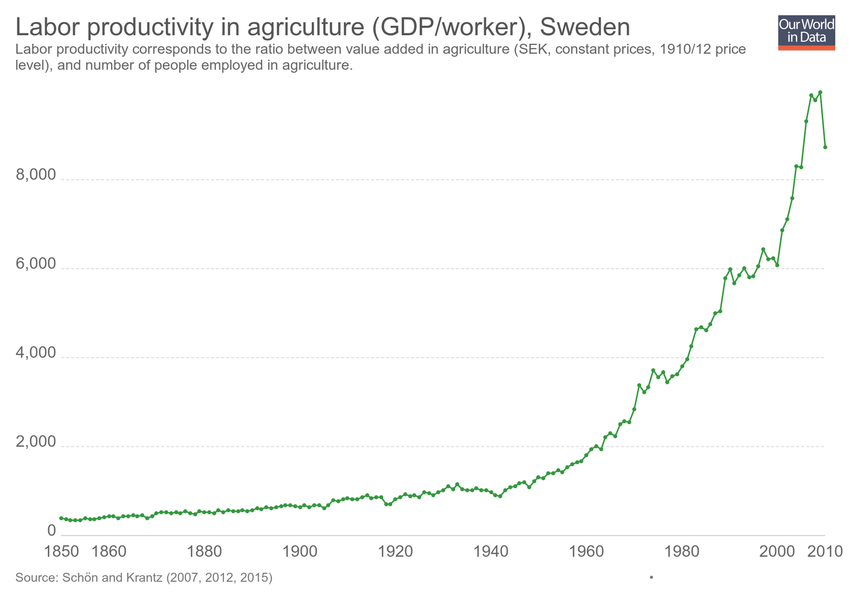 Labor productivity in agriculture (GDP/worker), Sweden
Our World
in Data
Labor productivity corresponds to the ratio between value added in agriculture (SEK, constant prices, 1910/12 price
level), and number of people employed in agriculture.
8,000
6,000
4,000
2,000
0
1850 1860 1880 1900 1920 1940 1960 1980 2000 2010
Source: Schön and Krantz (2007, 2012, 2015)